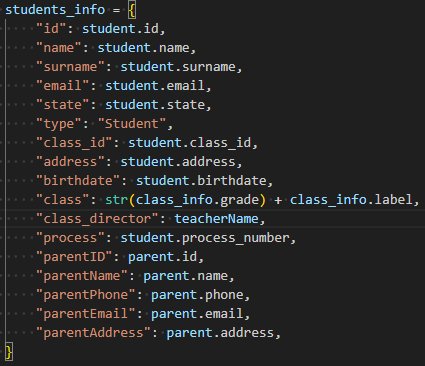 students_info = {
    "id": student.id,
    "name": student.name,
    "surname": student.surname,
    "email": student.email,
    "state": student.state,
    "type": "Student",
    "class_id": student.class_id,
    "address": student.address,
    "birthdate": student.birthdate,
    "class": str(class_info.grade) + class_info.label,
    "class_director": teacherName,
    "process": student.process_number,
    "parentID": parent.id,
    "parentName": parent.name,
    "parentPhone": parent.phone,
    "parentEmail": parent.email,
    "parentAddress": parent.address,
}